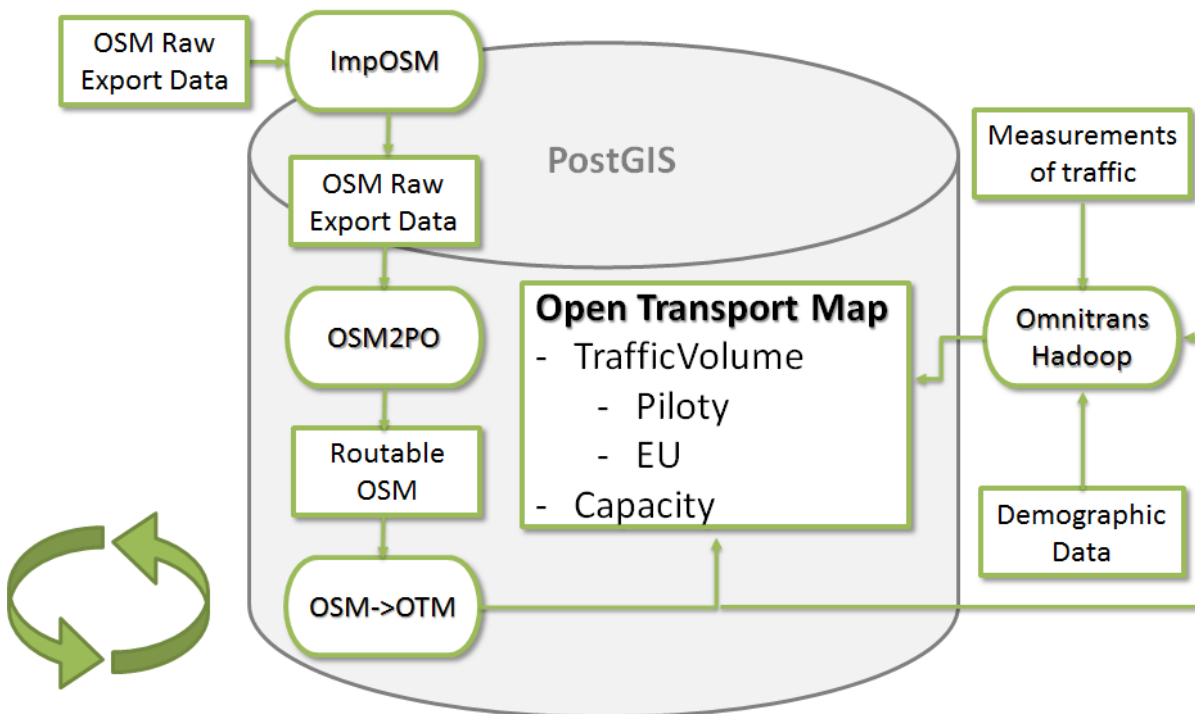 OSM Raw
Export Data
ImpOSM
PostGIS
OSM Raw
Export Data
Measurements
of traffic
OSM2PO
Open Transport Map
- TrafficVolume
- Piloty
- EU
- Capacity
Omnitrans
Hadoop
Routable
OSM
Demographic
Data
OSM->OTM